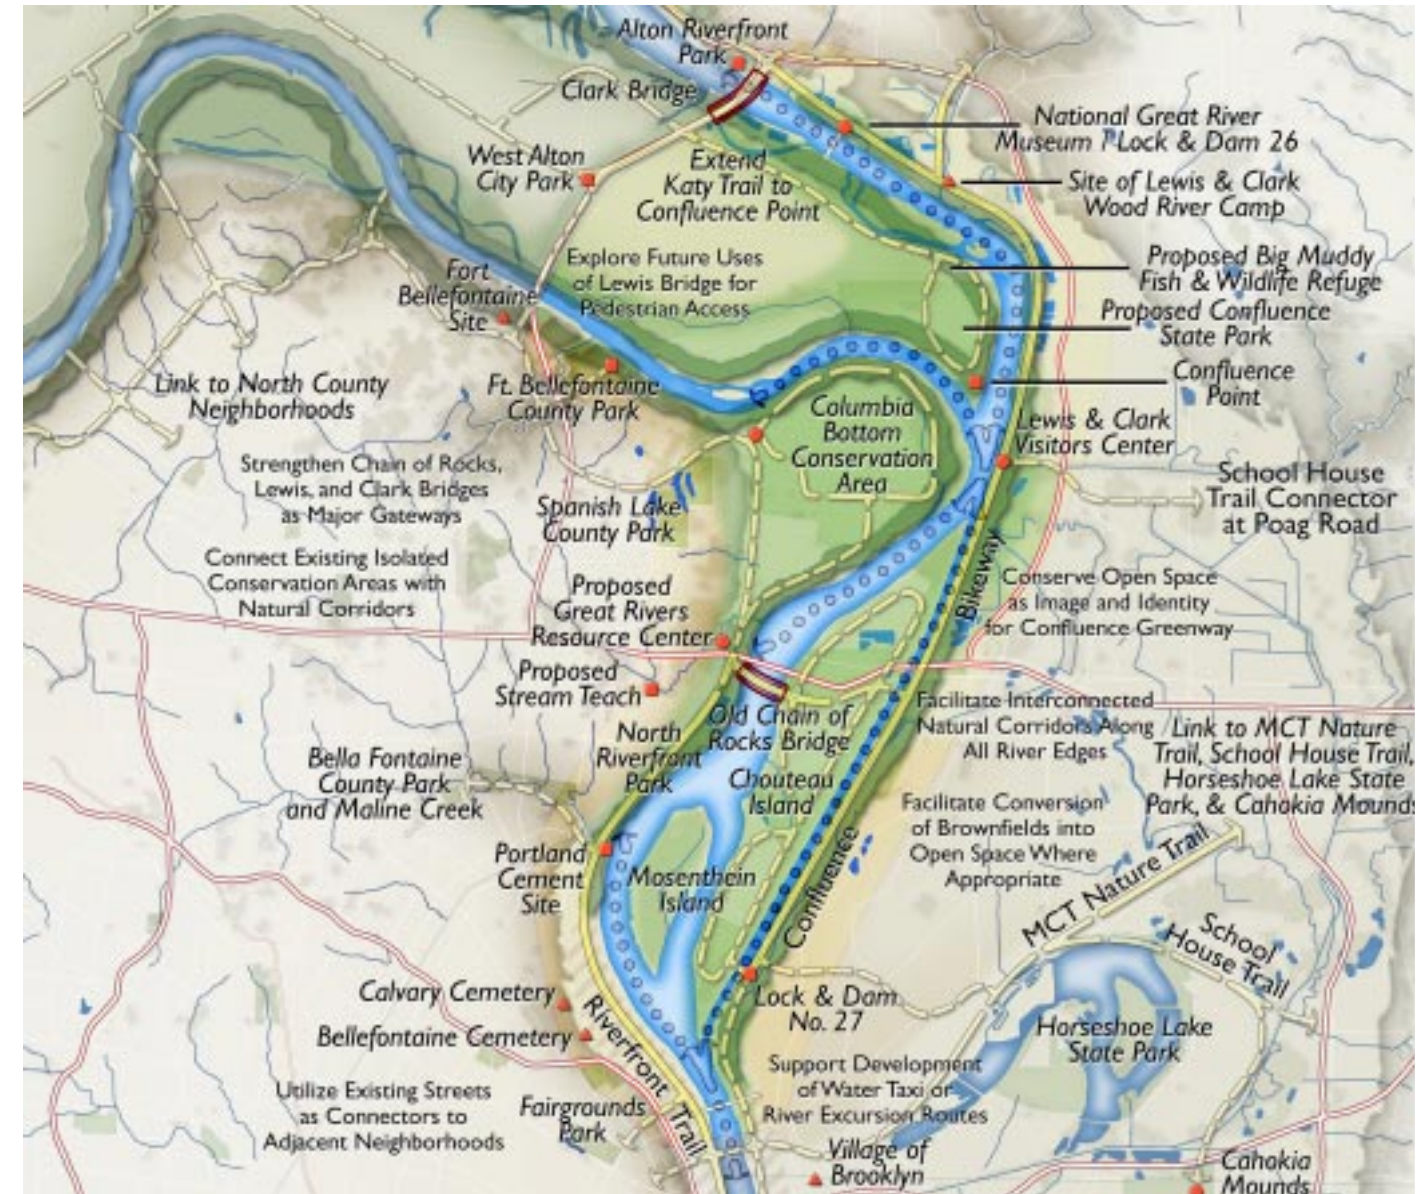 Alton Riverfront
Park
Clark Bridge
National Great River
Museum / Lock & Dam 26
West Alton
City Park
Extend
Katy Trail to
Confluence Point
Site of Lewis & Clark
Wood River Camp
Explore Future Uses
of Lewis Bridge for
Pedestrian Access
Proposed Big Muddy
Fish & Wildlife Refuge
Fort
Bellefontaine
Site
Proposed Confluence
State Park
Link to North County
Neighborhoods
Ft. Bellefontaine
County Park
Confluence
Point
Columbia
Bottom
Conservation
Area
Lewis & Clark
Visitors Center
Strengthen Chain of Rocks,
Lewis, and Clark Bridges
as Major Gateways
School House
Trail Connector
at Poag Road
Spanish Lake
County Park
Connect Existing Isolated
Conservation Areas with
Natural Corridors
Proposed
Great Rivers
Resource Center
Conserve Open Space
as Image and Identity
for Confluence Greenway
Confluence Bikeway
Proposed
Stream Teach
Old Chain of
Rocks Bridge
Facilitate Interconnected
Natural Corridors Along
All River Edges
Link to MCT Nature
Trail, School House Trail,
Horseshoe Lake State
Park, & Cahokia Mounds
North
Riverfront
Park
Bella Fontaine
County Park
and Maline Creek
Chouteau
Island
Facilitate Conversion
of Brownfields into
Open Space Where
Appropriate
Portland
Cement
Site
Mosenthein
Island
MCT Nature Trail
School
House Trail
Calvary Cemetery
Bellefontaine Cemetery
Lock & Dam
No. 27
Horseshoe Lake
State Park
Riverfront Trail
Utilize Existing Streets
as Connectors to
Adjacent Neighborhoods
Fairgrounds
Park
Support Development
of Water Taxi or
River Excursion Routes
Village of
Brooklyn
Cahokia
Mounds